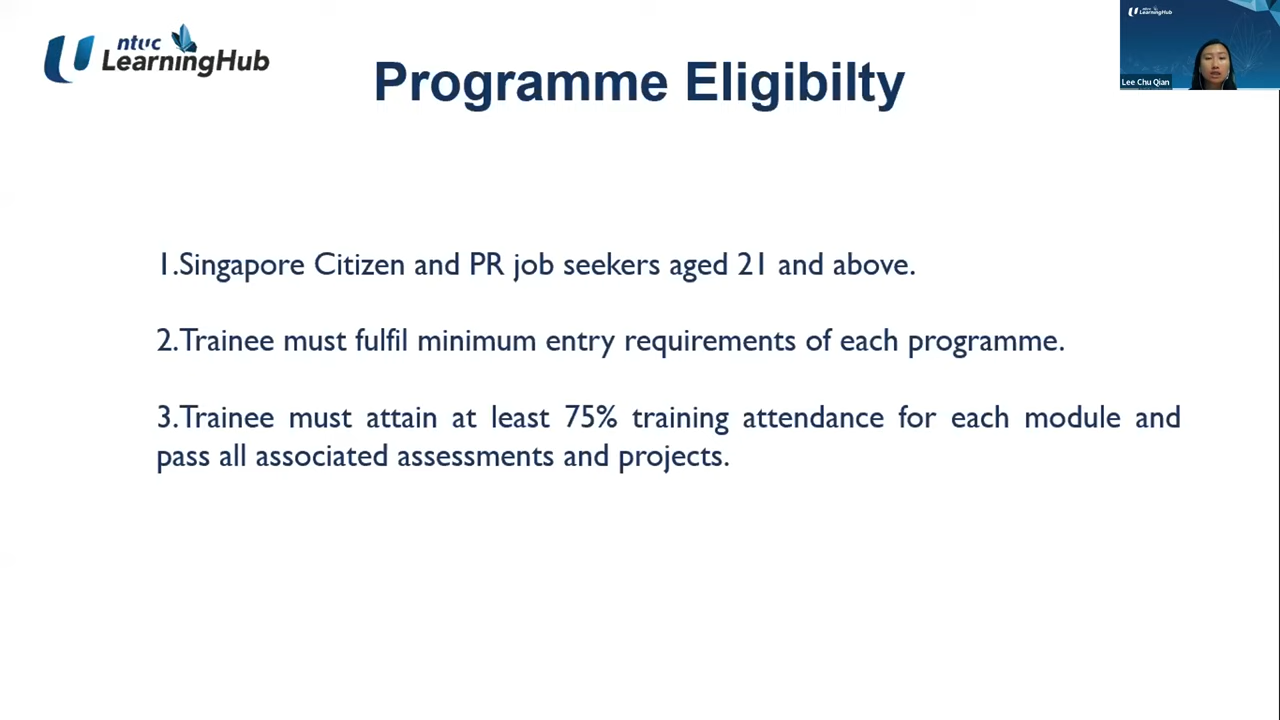 ntuc
LearningHub
Programme Eligibilty
1.Singapore Citizen and PR job seekers aged 21 and above.
2.Trainee must fulfil minimum entry requirements of each programme.
3.Trainee must attain at least 75% training attendance for each module and
pass all associated assessments and projects.
ntuc
LearningHub
Lee Chu Qian